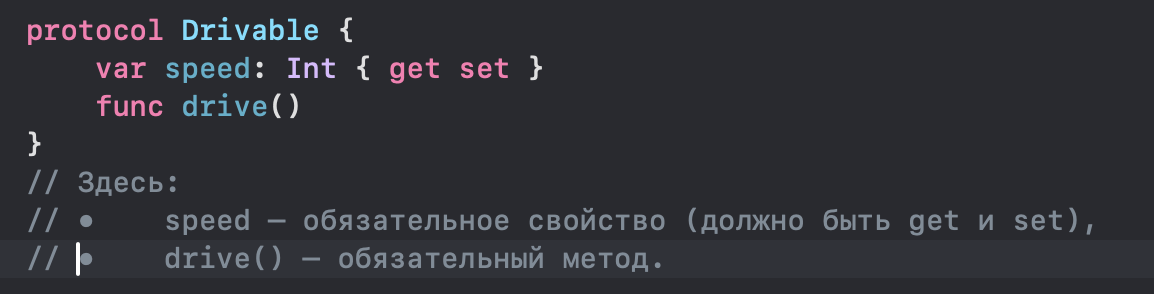 protocol Drivable {
    var speed: Int { get set }
    func drive()
}
// Здесь:
// •    speed — обязательное свойство (должно быть get и set),
// •    drive() — обязательный метод.